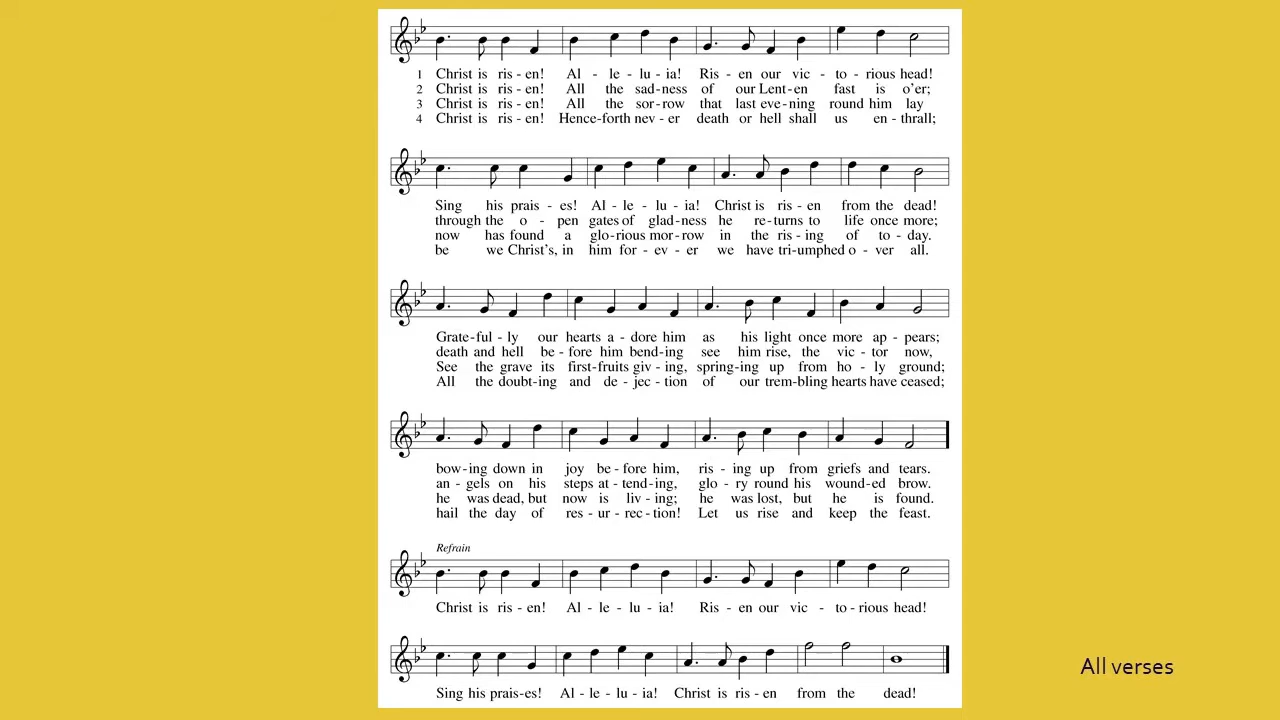 1 Christ is ris - en! Al - le - lu - ia! Ris - en our vic - to - rious head!
2 Christ is ris - en! All the sad - ness of our Lent - en fast is o'er;
3 Christ is ris - en! All the sor - row that last eve - ning round him lay
4 Christ is ris - en! Hence - forth nev - er death or hell shall us en - thrall;
Sing his prais - es! Al - le - lu - ia! Christ is ris - en from the dead!
through the o - pen gates of glad - ness he re - turns to life once more;
now has found a glo - rious mor - row in the ris - ing of to - day.
be we Christ's, in him for - ev - er we have tri - umphed o - ver all.
Grate - ful - ly our hearts a - dore him as his light once more ap - pears;
death and hell be - fore him bend - ing see him rise, the vic - tor now,
See the grave its first - fruits giv - ing, spring - ing up from ho - ly ground;
All the doubt - ing and de - jec - tion of our trem - bling hearts have ceased;
bow - ing down in joy be - fore him, ris - ing up from griefs and tears.
an - gels on his steps at - tend - ing, glo - ry round his wound - ed brow.
he was dead, but now is liv - ing; he was lost, but he is found.
hail the day of res - ur - rec - tion! Let us rise and keep the feast.
Refrain
Christ is ris - en! Al - le - lu - ia! Ris - en our vic - to - rious head!
Sing his prais - es! Al - le - lu - ia! Christ is ris - en from the dead!
All verses